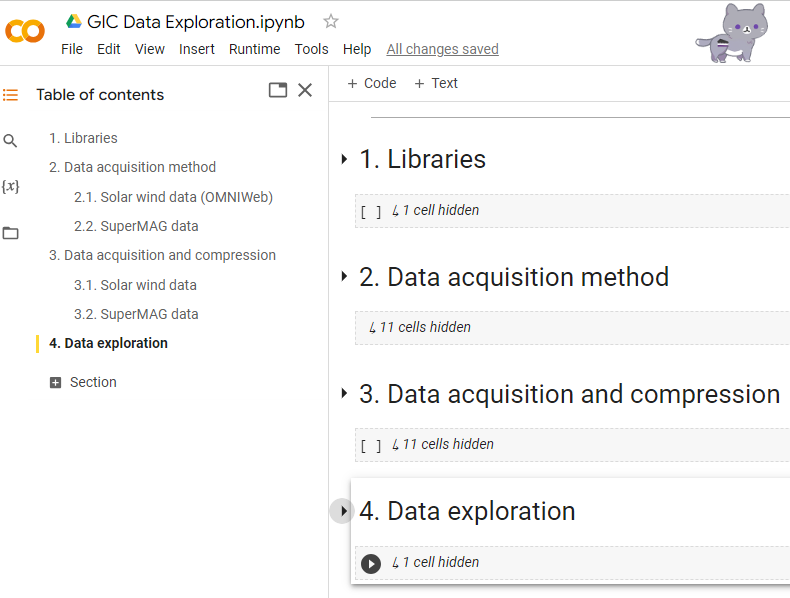 GIC Data Exploration.ipynb
File Edit View Insert Runtime Tools Help All changes saved
Table of contents
1. Libraries
2. Data acquisition method
2.1. Solar wind data (OMNIWeb)
2.2. SuperMAG data
3. Data acquisition and compression
3.1. Solar wind data
3.2. SuperMAG data
4. Data exploration
Section
{x}
+ Code + Text
1. Libraries
[ ] ↳ 1 cell hidden
2. Data acquisition method
↳ 11 cells hidden
3. Data acquisition and compression
[ ] ↳ 11 cells hidden
4. Data exploration
↳ 1 cell hidden